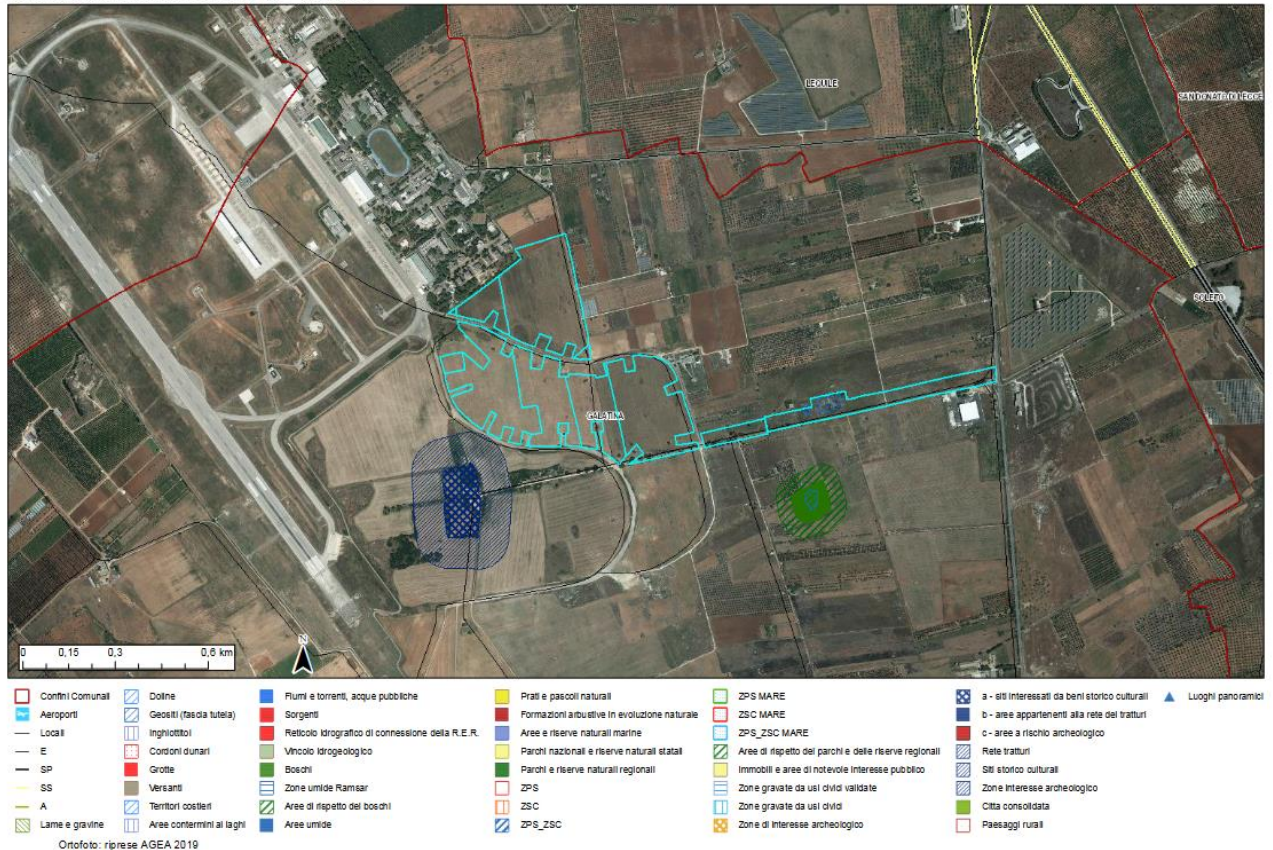 LEQUILE
SAN DONATO DI LECCE
SOLETO
GALATINA
N
0 0,15 0,3 0,6 km
Confini Comunali
Aeroporti
Locali
E
SP
SS
A
Lame e gravine
Doline
Geositi (fascia tutela)
Inghiottitoi
Cordoni dunari
Grotte
Versanti
Territori costieri
Aree contermini ai laghi
Fiumi e torrenti, acque pubbliche
Sorgenti
Reticolo idrografico di connessione della R.E.R.
Vincolo idrogeologico
Boschi
Zone umide Ramsar
Aree di rispetto dei boschi
Aree umide
Prati e pascoli naturali
Formazioni arbustive in evoluzione naturale
Aree e riserve naturali marine
Parchi nazionali e riserve naturali statali
Parchi e riserve naturali regionali
ZPS
ZSC
ZPS_ZSC
ZPS MARE
ZSC MARE
ZPS_ZSC MARE
Aree di rispetto dei parchi e delle riserve regionali
Immobili e aree di notevole interesse pubblico
Zone gravate da usi civici validate
Zone gravate da usi civici
Zone di interesse archeologico
a - siti interessati da beni storico culturali
b - aree appartenenti alla rete dei tratturi
c - aree a rischio archeologico
Rete tratturi
Siti storico culturali
Zone interesse archeologico
Citta consolidata
Paesaggi rurali
Luoghi panoramici
Ortofoto: riprese AGEA 2019